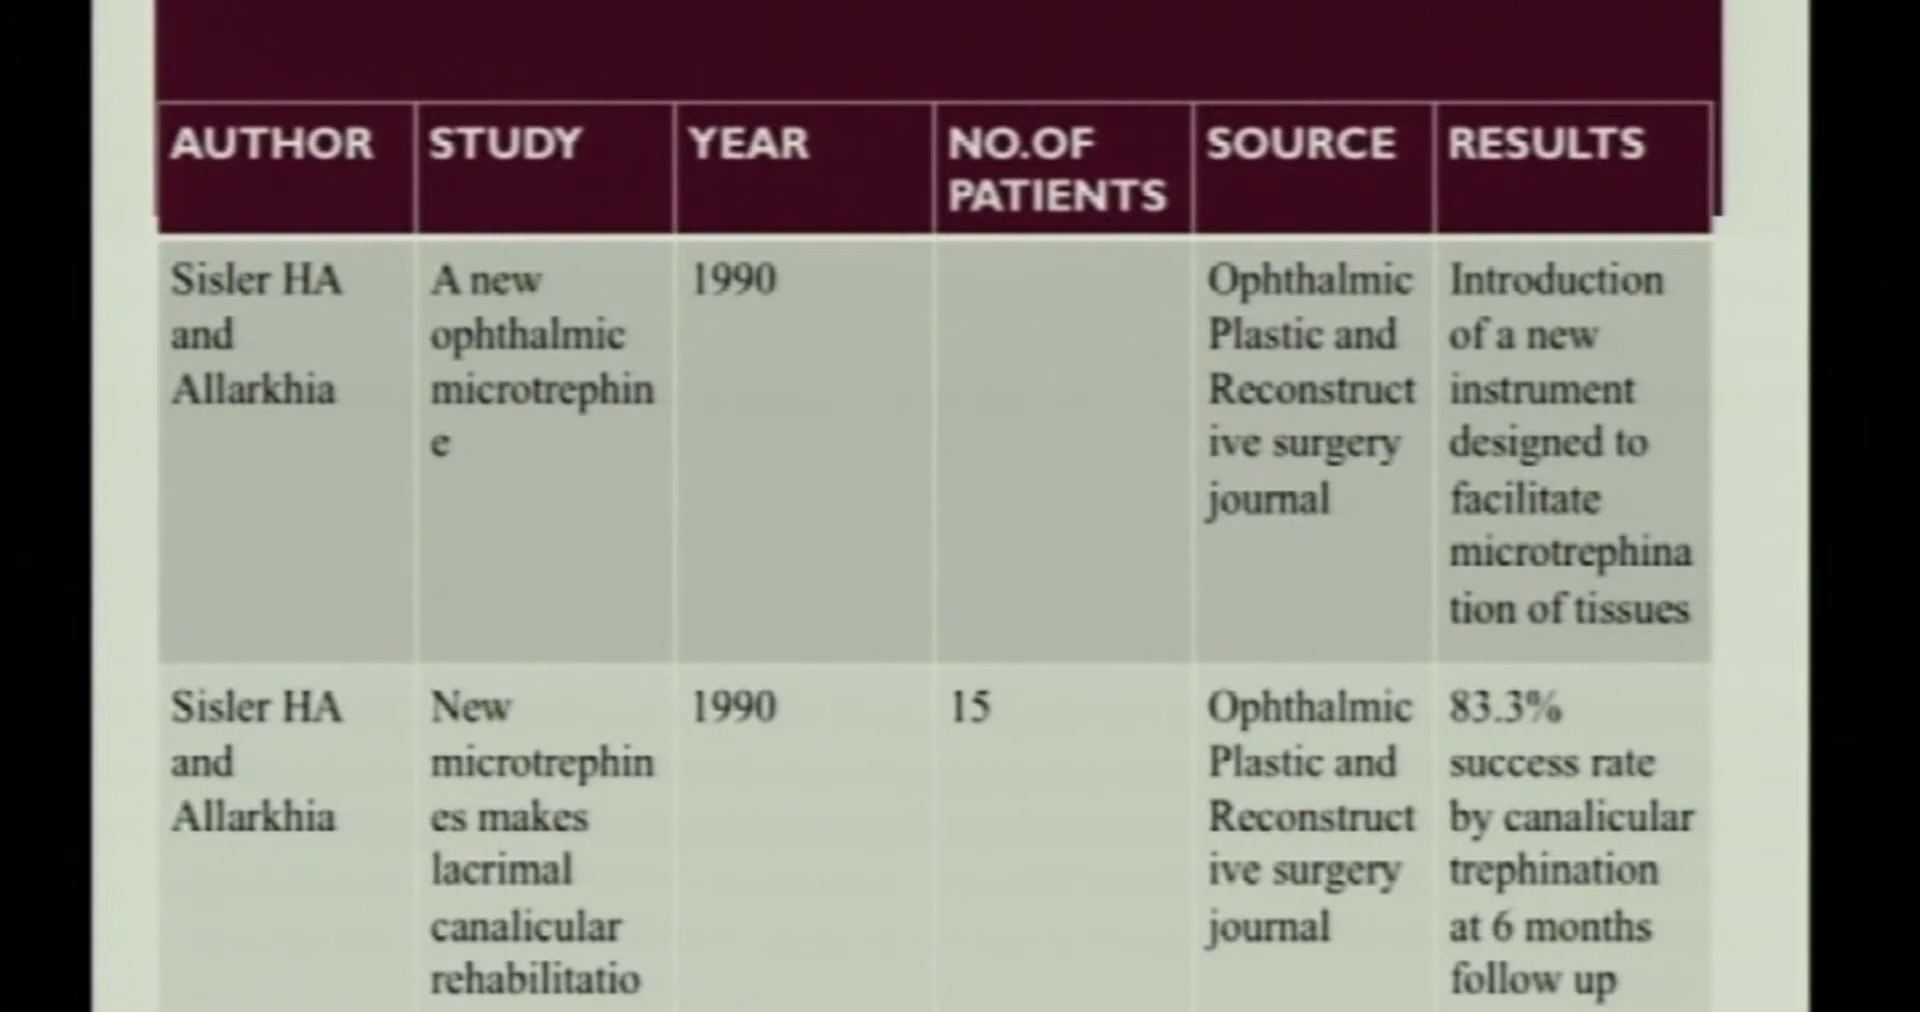 AUTHOR
STUDY
YEAR
NO.OF
PATIENTS
SOURCE
RESULTS
Sisler HA
and
Allarkhia
A new
ophthalmic
microtrephin
e
1990
Ophthalmic
Plastic and
Reconstruct
ive surgery
journal
Introduction
of a new
instrument
designed to
facilitate
microtrephina
tion of tissues
Sisler HA
and
Allarkhia
New
microtrephin
es makes
lacrimal
canalicular
rehabilitatio
1990
15
Ophthalmic
Plastic and
Reconstruct
ive surgery
journal
83.3%
success rate
by canalicular
trephination
at 6 months
follow up